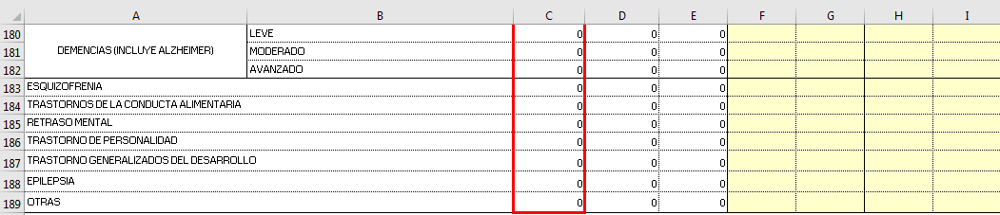 A B C D E F G H I
180 LEVE 0 0 0
181 DEMENCIAS (INCLUYE ALZHEIMER) MODERADO 0 0 0
182 AVANZADO 0 0 0
183 ESQUIZOFRENIA 0 0 0
184 TRASTORNOS DE LA CONDUCTA ALIMENTARIA 0 0 0
185 RETRASO MENTAL 0 0 0
186 TRASTORNO DE PERSONALIDAD 0 0 0
187 TRASTORNO GENERALIZADOS DEL DESARROLLO 0 0 0
188 EPILEPSIA 0 0 0
189 OTRAS 0 0 0